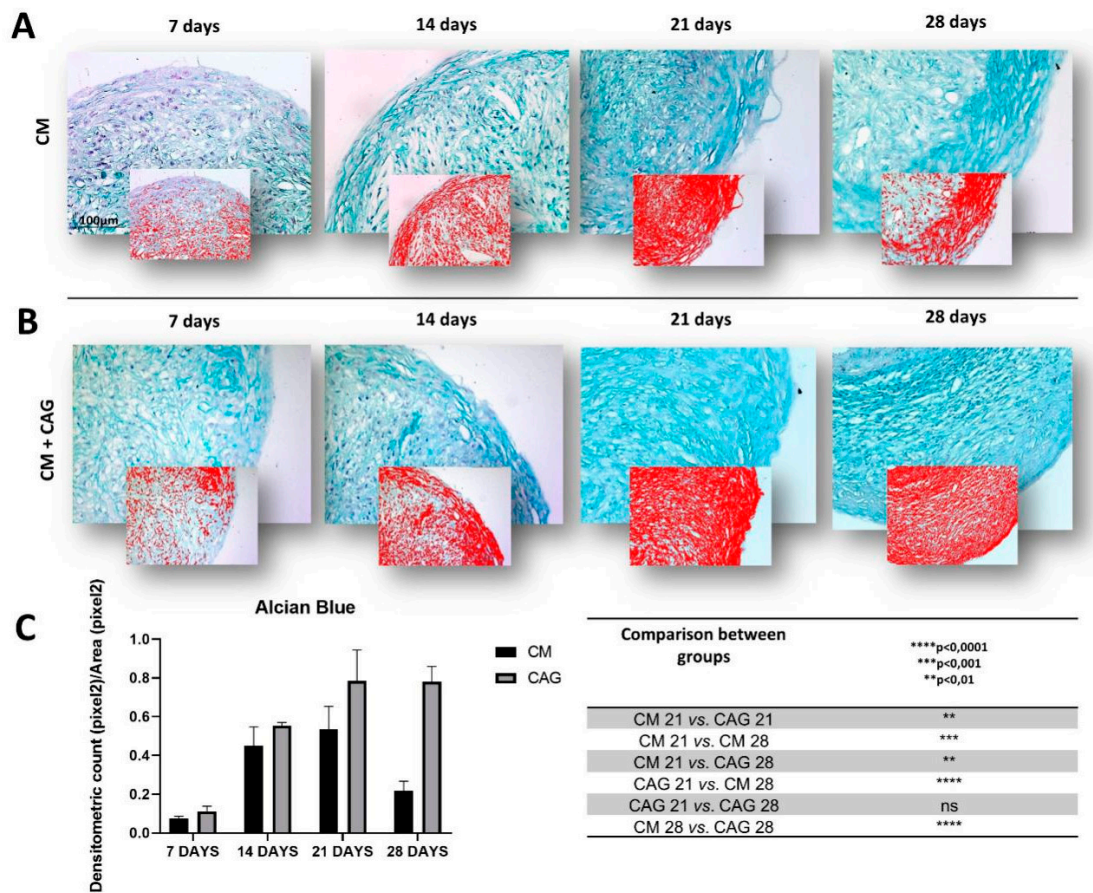 A
7 days
14 days
21 days
28 days
CM
100µm
B
7 days
14 days
21 days
28 days
CM + CAG
C
Alcian Blue
Densitometric count (pixel2)/Area (pixel2)
1.0
0.8
0.6
0.4
0.2
0.0
7 DAYS
14 DAYS
21 DAYS
28 DAYS
CM
CAG
Comparison between
groups
****p<0,0001
***p<0,001
**p<0,01
CM 21 vs. CAG 21 **
CM 21 vs. CM 28 ***
CM 21 vs. CAG 28 **
CAG 21 vs. CM 28 ****
CAG 21 vs. CAG 28 ns
CM 28 vs. CAG 28 ****